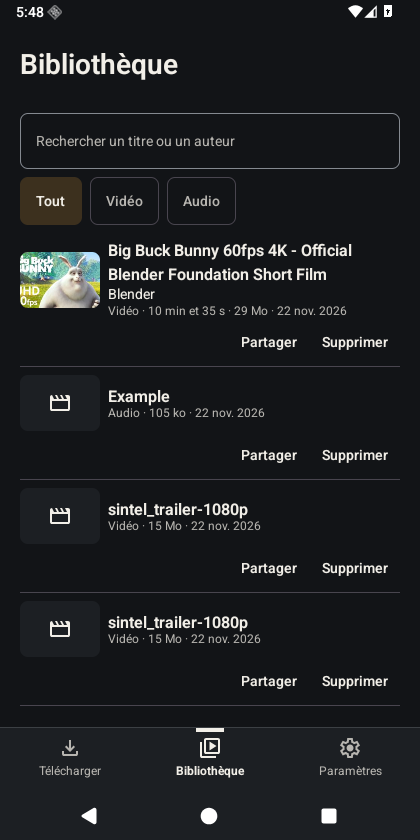 5:48
Bibliothèque
Rechercher un titre ou un auteur
Tout
Vidéo
Audio
Big Buck Bunny 60fps 4K - Official
Blender Foundation Short Film
Blender
Vidéo · 10 min et 35 s · 29 Mo · 22 nov. 2026
Partager
Supprimer
Example
Audio · 105 ko · 22 nov. 2026
Partager
Supprimer
sintel_trailer-1080p
Vidéo · 15 Mo · 22 nov. 2026
Partager
Supprimer
sintel_trailer-1080p
Vidéo · 15 Mo · 22 nov. 2026
Partager
Supprimer
Télécharger
Bibliothèque
Paramètres